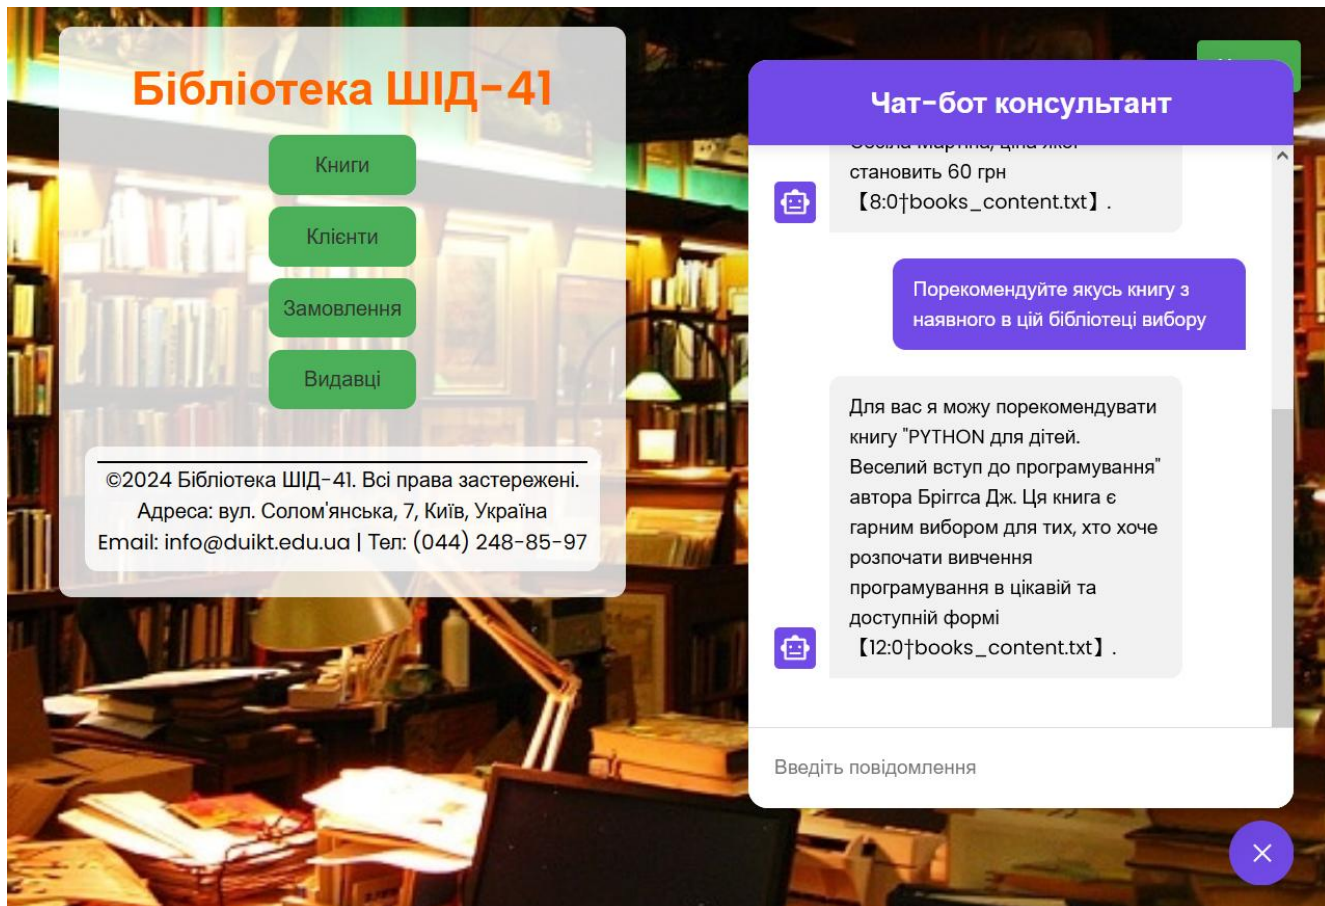 Бібліотека ШІД-41
Книги
Клієнти
Замовлення
Видавці
©2024 Бібліотека ШІД-41. Всі права застережені.
Адреса: вул. Солом'янська, 7, Київ, Україна
Email: info@duikt.edu.ua | Тел: (044) 248-85-97
Чат-бот консультант
становить 60 грн
【8:0†books_content.txt】.
Порекомендуйте якусь книгу з
наявного в цій бібліотеці вибору
Для вас я можу порекомендувати
книгу "PYTHON для дітей.
Веселий вступ до програмування"
автора Бріггса Дж. Ця книга є
гарним вибором для тих, хто хоче
розпочати вивчення
програмування в цікавій та
доступній формі
【12:0†books_content.txt】.
Введіть повідомлення